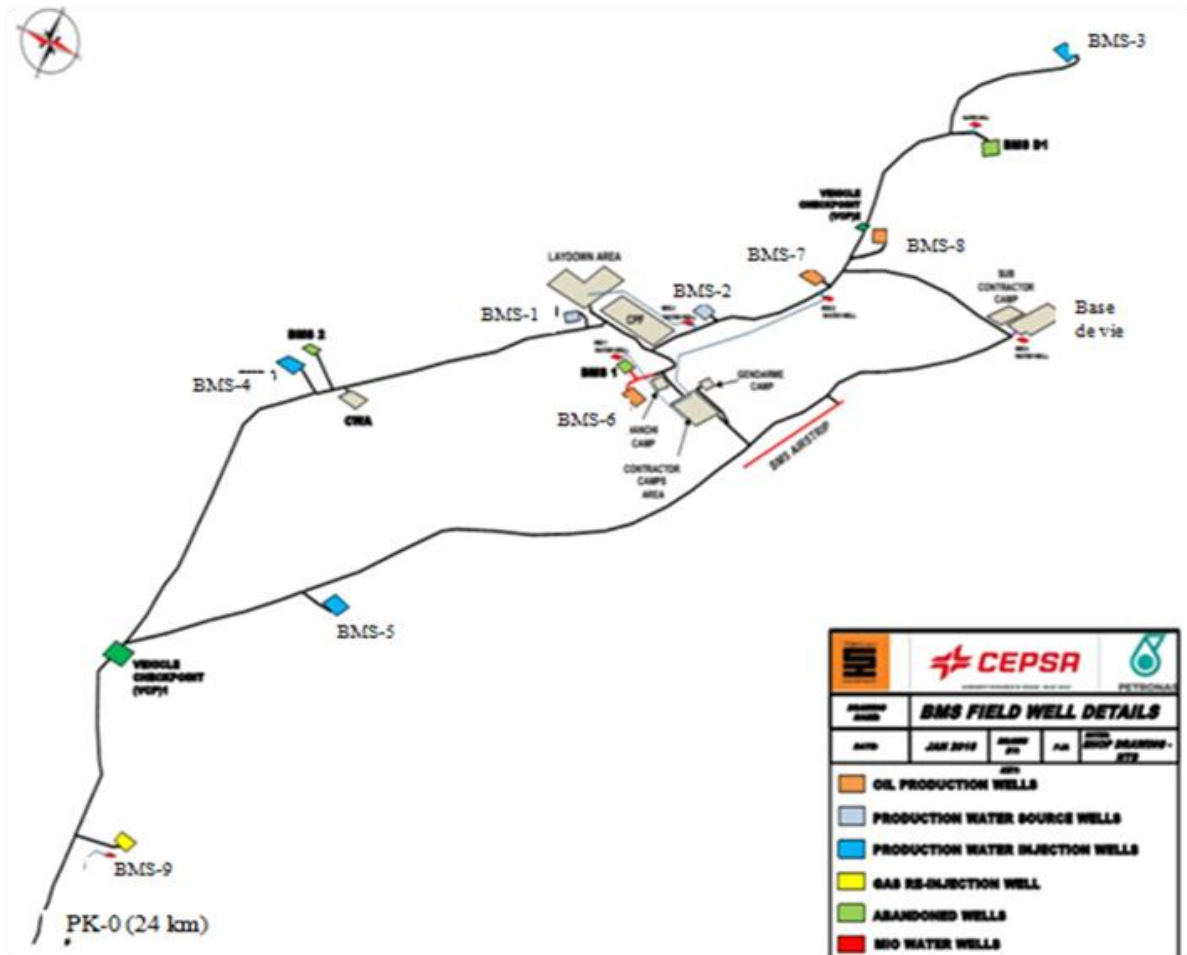 BMS-3
BMS D1
VEHICLE
CHECKPOINT
(VCP)2
BMS-8
BMS-7
LAYDOWN AREA
SUB
CONTRACTOR
CAMP
Base
de vie
BMS-2
CPF
BMS-1
BMS 2
BMS-4
CWA
BMS 1
BMS-6
GENDARME
CAMP
CAMP
CONTRACTOR
CAMPS
AREA
BMS AIRSTRIP
BMS-5
VEHICLE
CHECKPOINT
(VCP)1
BMS-9
PK-0 (24 km)
CEPSA
PETRONAS
BMS FIELD WELL DETAILS
DATE:
OIL PRODUCTION WELLS
PRODUCTION WATER SOURCE WELLS
PRODUCTION WATER INJECTION WELLS
GAS RE-INJECTION WELL
ABANDONED WELLS
MIO WATER WELLS